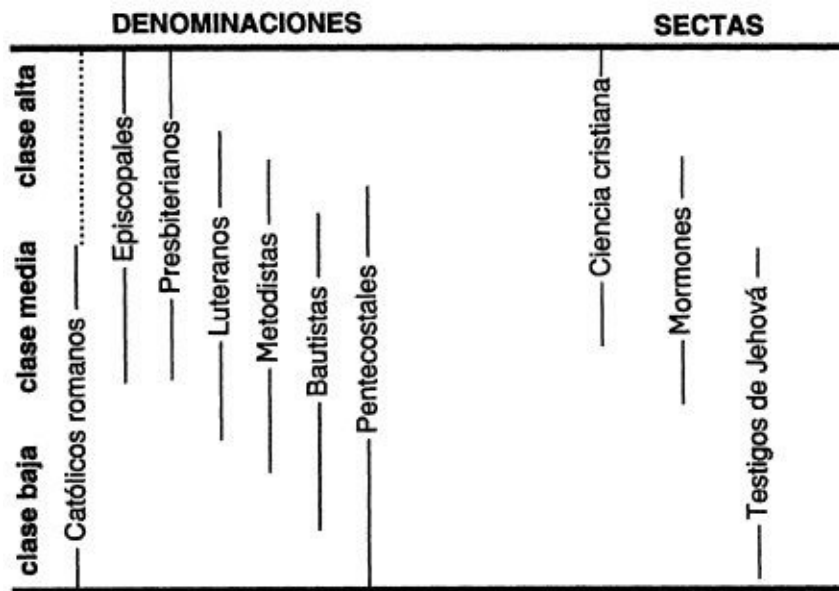 DENOMINACIONES
SECTAS
clase alta
clase media
clase baja
Católicos romanos
Episcopales
Presbiterianos
Luteranos
Metodistas
Bautistas
Pentecostales
Ciencia cristiana
Mormones
Testigos de Jehová